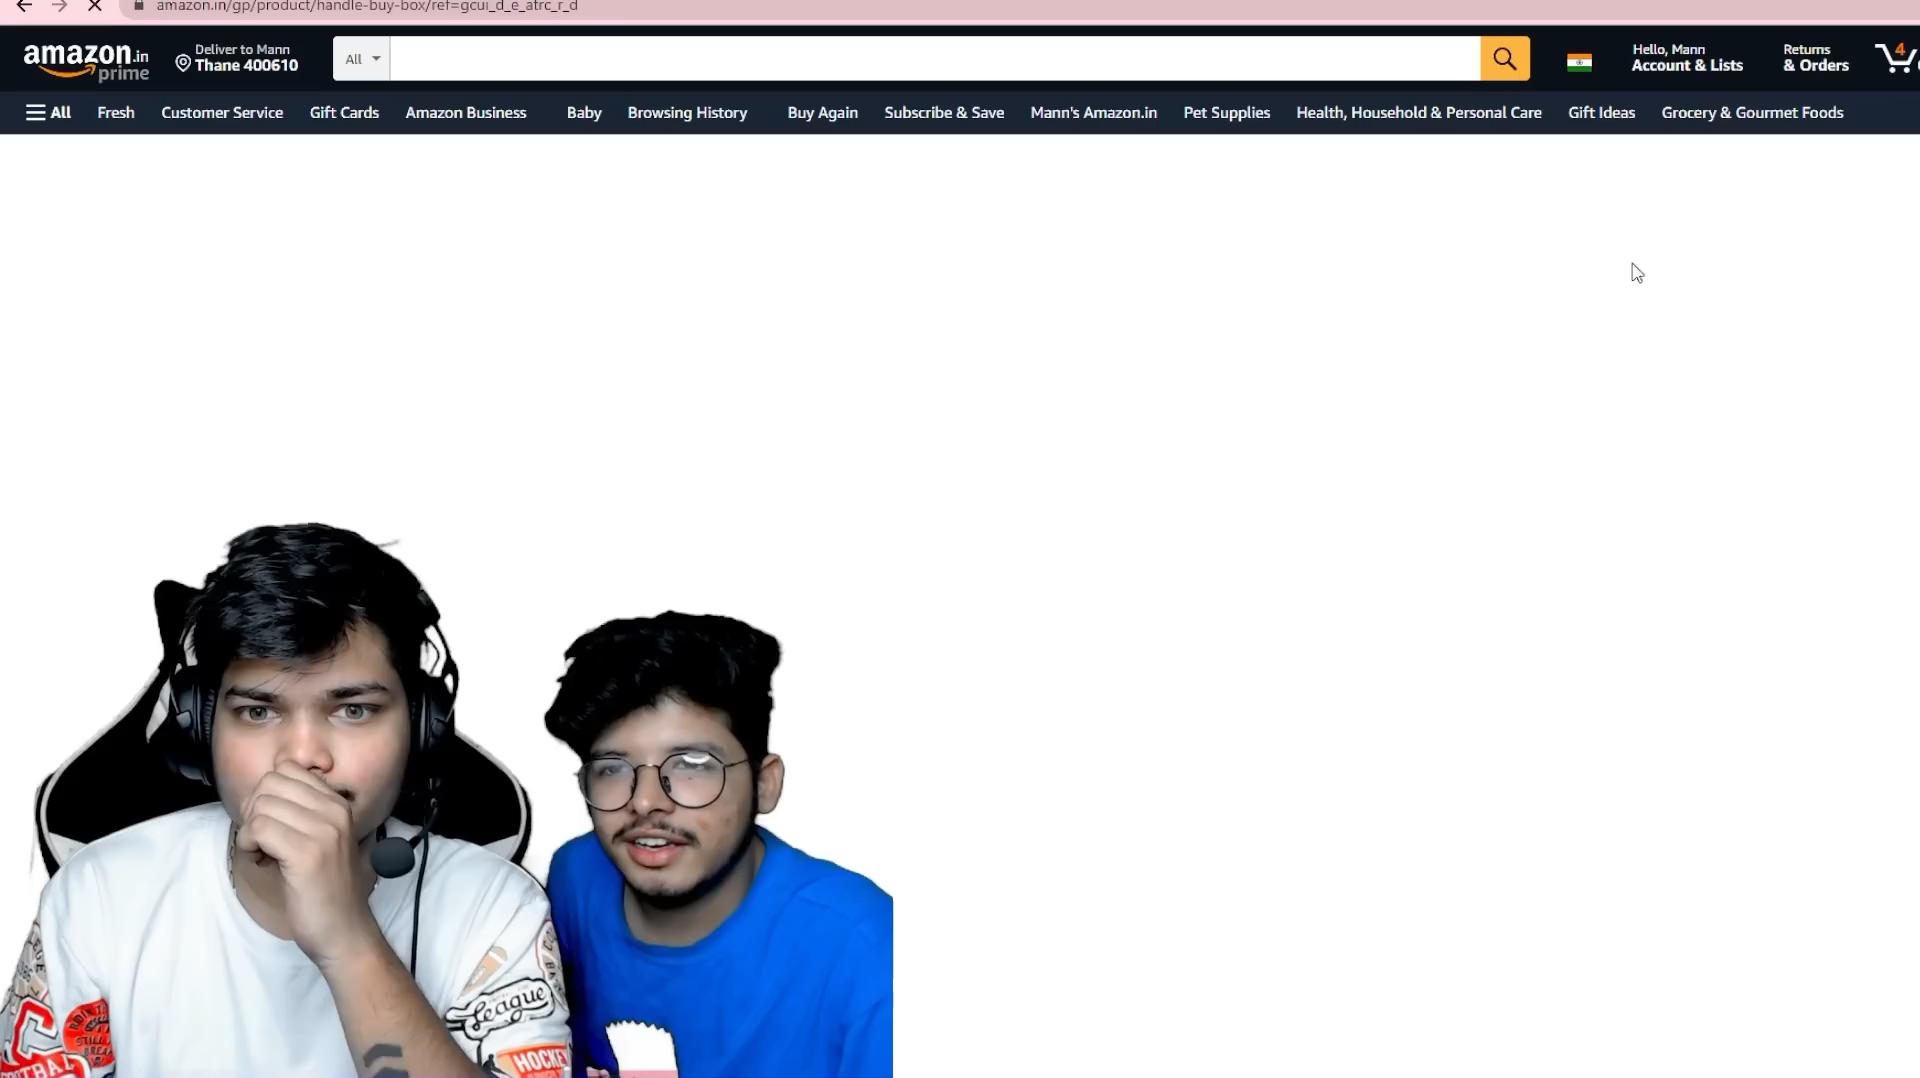 amazon.in/gp/product/handle-buy-box/ref=gcui_d_e_atrc_r_d
amazon.in
prime
Deliver to Mann
Thane 400610
All
Hello, Mann
Account & Lists
Returns
& Orders
4
All Fresh Customer Service Gift Cards Amazon Business Baby Browsing History Buy Again Subscribe & Save Mann's Amazon.in Pet Supplies Health, Household & Personal Care Gift Ideas Grocery & Gourmet Foods
League
HOCKEY
STILL